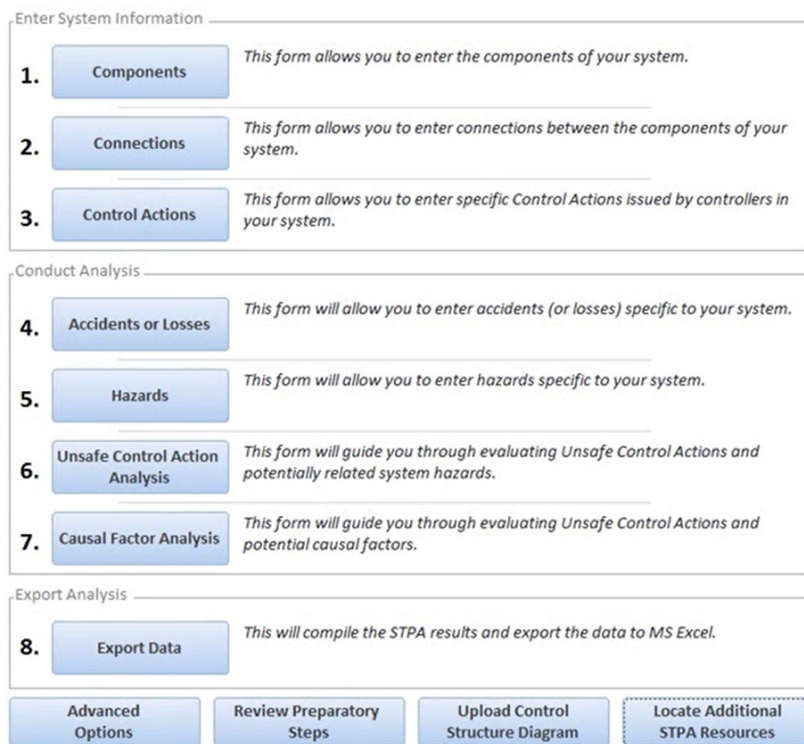 Enter System Information
1.
Components
This form allows you to enter the components of your system.
2.
Connections
This form allows you to enter connections between the components of your
system.
3.
Control Actions
This form allows you to enter specific Control Actions issued by controllers in
your system.
Conduct Analysis
4.
Accidents or Losses
This form will allow you to enter accidents (or losses) specific to your system.
5.
Hazards
This form will allow you to enter hazards specific to your system.
6.
Unsafe Control Action
Analysis
This form will guide you through evaluating Unsafe Control Actions and
potentially related system hazards.
7.
Causal Factor Analysis
This form will guide you through evaluating Unsafe Control Actions and
potential causal factors.
Export Analysis
8.
Export Data
This will compile the STPA results and export the data to MS Excel.
Advanced
Options
Review Preparatory
Steps
Upload Control
Structure Diagram
Locate Additional
STPA Resources